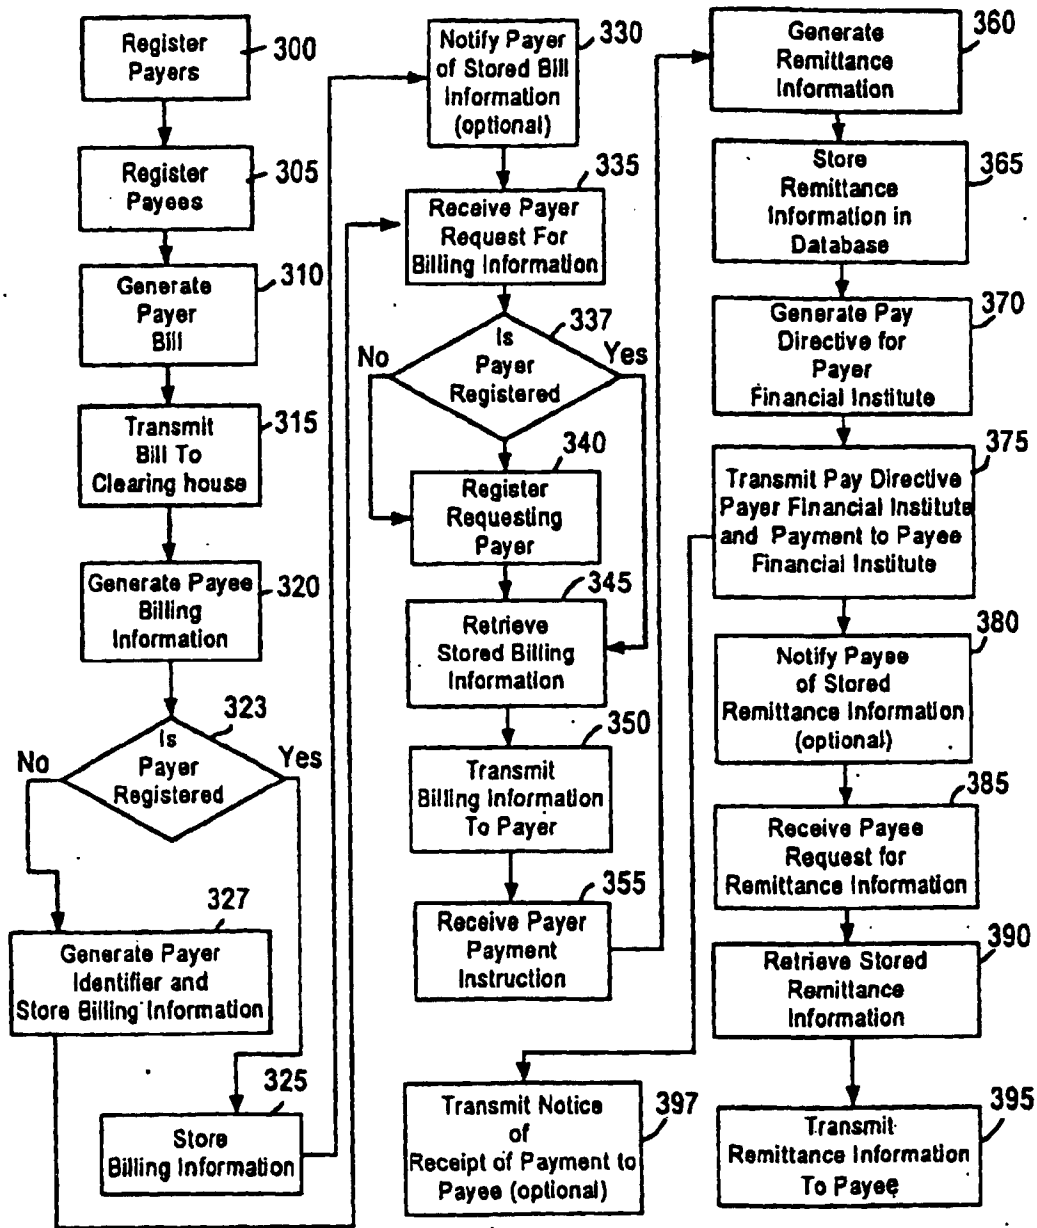 Register
Payers
300
Register
Payees
305
Generate
Payer
Bill
310
Transmit
Bill To
Clearing house
315
Generate Payee
Billing
Information
320
Is
Payer
Registered
323
No
Yes
Generate Payer
Identifier and
Store Billing Information
327
Store
Billing Information
325
Notify Payer
of Stored Bill
Information
(optional)
330
Receive Payer
Request For
Billing Information
335
Is
Payer
Registered
337
No
Yes
Register
Requesting
Payer
340
Retrieve
Stored Billing
Information
345
Transmit
Billing Information
To Payer
350
Receive Payer
Payment
Instruction
355
Transmit Notice
of
Receipt of Payment to
Payee (optional)
397
Generate
Remittance
Information
360
Store
Remittance
Information in
Database
365
Generate Pay
Directive for
Payer
Financial Institute
370
Transmit Pay Directive
Payer Financial Institute
and Payment to Payee
Financial Institute
375
Notify Payee
of Stored
Remittance Information
(optional)
380
Receive Payee
Request for
Remittance Information
385
Retrieve Stored
Remittance
Information
390
Transmit
Remittance Information
To Payee
395